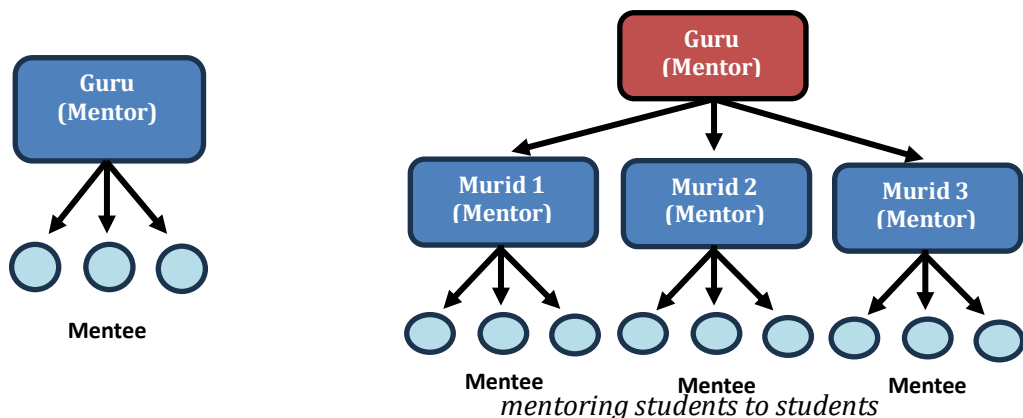 Guru
(Mentor)
Mentee
Guru
(Mentor)
Murid 1
(Mentor)
Murid 2
(Mentor)
Murid 3
(Mentor)
Mentee
Mentee
Mentee
mentoring students to students